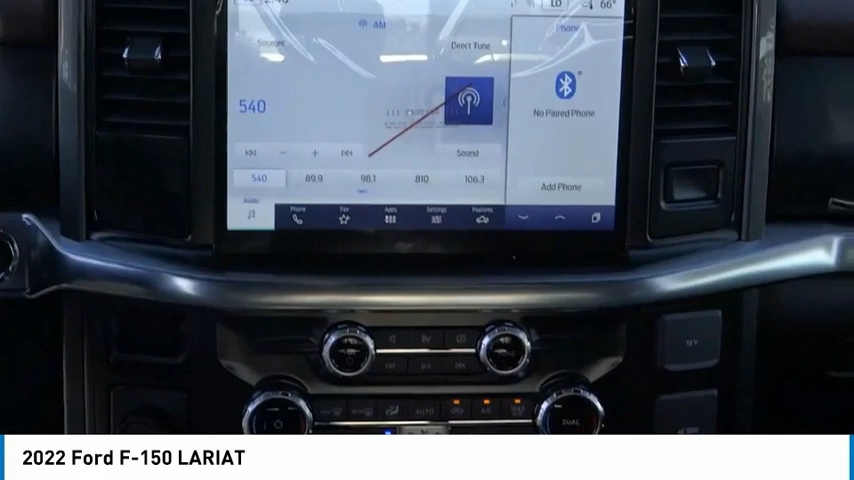 LO
66°
AM
Phone
Sources
Direct Tune
540
No Paired Phone
Sound
540 89.9 98.1 810 106.3
Add Phone
Audio
Phone Fav Apps Settings Features
12V
AUTO
A/C
DUAL
2022 Ford F-150 LARIAT